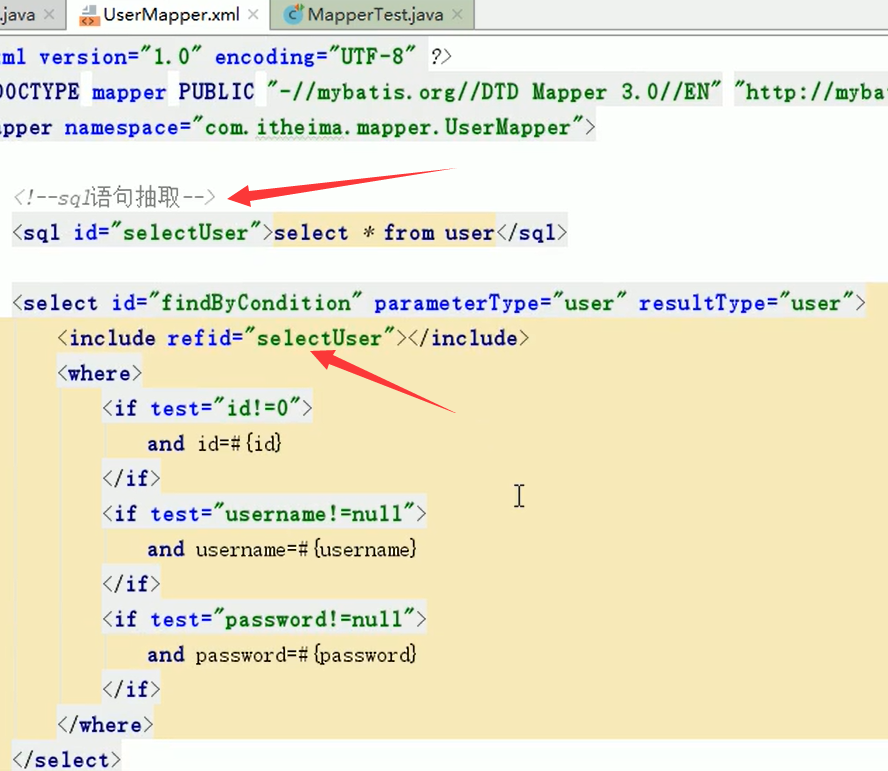 .java × UserMapper.xml × MapperTest.java ×
ml version="1.0" encoding="UTF-8" ?>
DOCTYPE mapper PUBLIC "-//mybatis.org//DTD Mapper 3.0//EN" "http://myba
pper namespace="com.itheima.mapper.UserMapper">
<!--sql语句抽取-->
<sql id="selectUser">select * from user</sql>
<select id="findByCondition" parameterType="user" resultType="user">
<include refid="selectUser"></include>
<where>
<if test="id!=0">
and id=#{id}
</if>
<if test="username!=null">
and username=#{username}
</if>
<if test="password!=null">
and password=#{password}
</if>
</where>
</select>